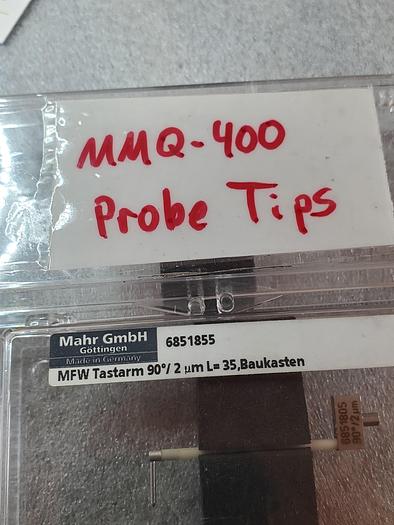 MMQ-400
Probe Tips
Mahr GmbH 6851855
Göttingen
Made in Germany
MFW Tastarm 90°/ 2 µm L= 35,Baukasten
6851805
90°/2µm